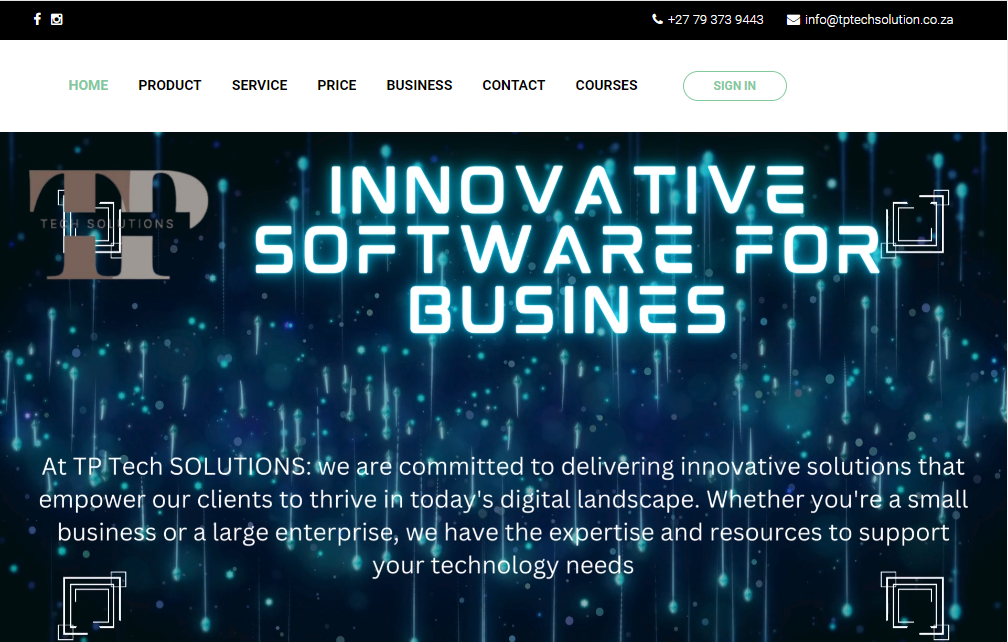 +27 79 373 9443 info@tptechsolution.co.za
HOME PRODUCT SERVICE PRICE BUSINESS CONTACT COURSES SIGN IN
TP
TECH SOLUTIONS
INNOVATIVE
SOFTWARE FOR
BUSINES
At TP Tech SOLUTIONS: we are committed to delivering innovative solutions that
empower our clients to thrive in today's digital landscape. Whether you're a small
business or a large enterprise, we have the expertise and resources to support
your technology needs